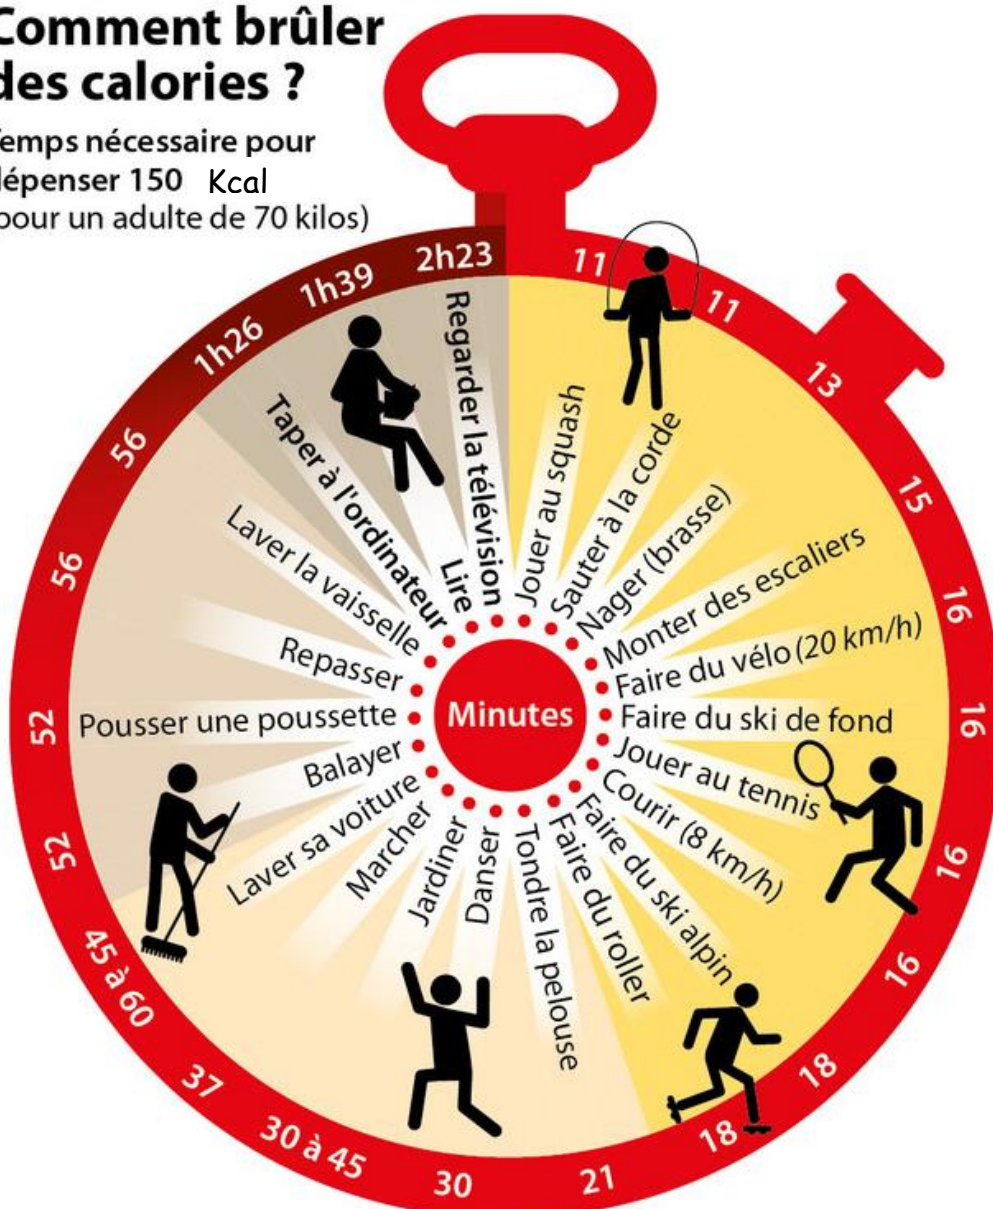 Comment brûler
des calories ?
Temps nécessaire pour
dépenser 150 Kcal
pour un adulte de 70 kilos)
11
Jouer au squash
11
Sauter à la corde
13
Nager (brasse)
15
Monter des escaliers
16
Faire du vélo (20 km/h)
16
Faire du ski de fond
16
Jouer au tennis
16
Courir (8 km/h)
18
Faire du ski alpin
18
Faire du roller
21
Tondre la pelouse
30
Danser
30 à 45
Jardiner
37
Marcher
45 à 60
Laver sa voiture
52
Balayer
52
Pousser une poussette
56
Repasser
56
Laver la vaisselle
1h26
Taper à l'ordinateur
1h39
Lire
2h23
Regarder la télévision
Minutes